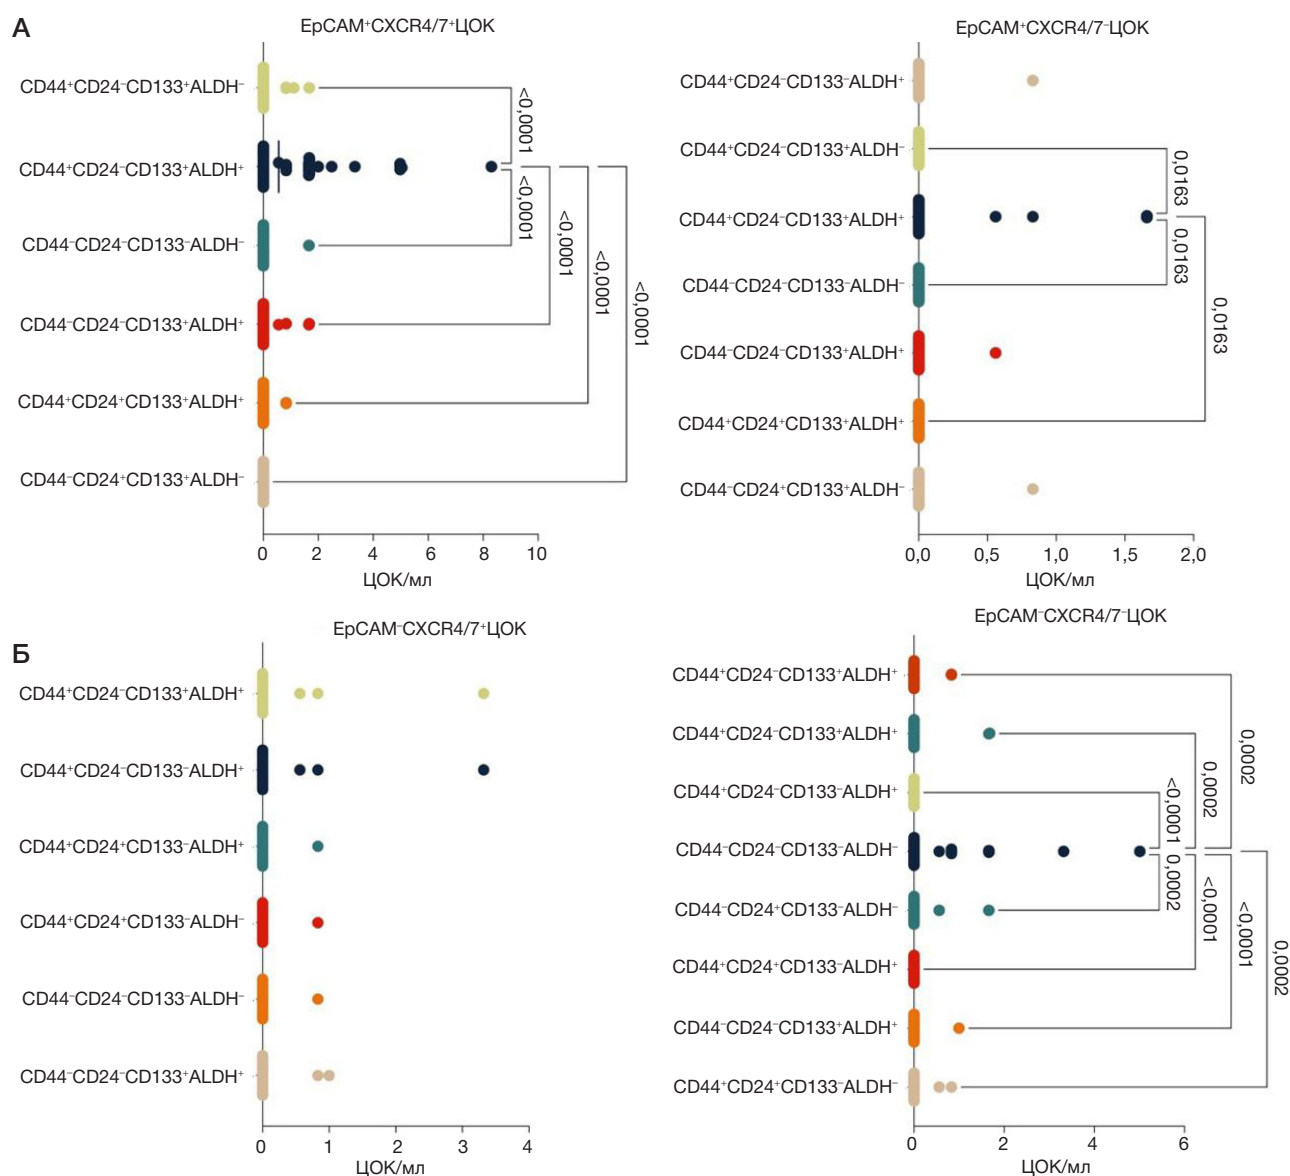 А
EpCAM⁺CXCR4/7⁺ЦОК
CD44⁺CD24⁻CD133⁺ALDH⁻
CD44⁺CD24⁻CD133⁺ALDH⁺
CD44⁻CD24⁻CD133⁻ALDH⁻
CD44⁻CD24⁻CD133⁺ALDH⁺
CD44⁺CD24⁺CD133⁺ALDH⁺
CD44⁻CD24⁺CD133⁺ALDH⁻
<0,0001
<0,0001
<0,0001
<0,0001
<0,0001
0 2 4 6 8 10
ЦОК/мл
EpCAM⁺CXCR4/7⁻ЦОК
CD44⁺CD24⁻CD133⁻ALDH⁺
CD44⁺CD24⁻CD133⁺ALDH⁻
CD44⁺CD24⁻CD133⁺ALDH⁺
CD44⁻CD24⁻CD133⁻ALDH⁻
CD44⁻CD24⁻CD133⁺ALDH⁺
CD44⁺CD24⁺CD133⁺ALDH⁺
CD44⁻CD24⁺CD133⁺ALDH⁻
0,0163
0,0163
0,0163
0,0 0,5 1,0 1,5 2,0
ЦОК/мл
Б
EpCAM⁻CXCR4/7⁺ЦОК
CD44⁺CD24⁻CD133⁺ALDH⁺
CD44⁺CD24⁻CD133⁻ALDH⁺
CD44⁺CD24⁺CD133⁻ALDH⁺
CD44⁺CD24⁺CD133⁻ALDH⁻
CD44⁻CD24⁻CD133⁻ALDH⁻
CD44⁻CD24⁻CD133⁺ALDH⁺
0 1 2 3 4
ЦОК/мл
EpCAM⁻CXCR4/7⁻ЦОК
CD44⁺CD24⁻CD133⁺ALDH⁺
CD44⁺CD24⁻CD133⁺ALDH⁺
CD44⁺CD24⁻CD133⁻ALDH⁺
CD44⁻CD24⁻CD133⁻ALDH⁻
CD44⁻CD24⁺CD133⁻ALDH⁻
CD44⁺CD24⁺CD133⁻ALDH⁺
CD44⁻CD24⁻CD133⁺ALDH⁺
CD44⁺CD24⁺CD133⁻ALDH⁻
<0,0001
0,0002
0,0002
0,0002
<0,0001
<0,0001
0,0002
0 2 4 6
ЦОК/мл